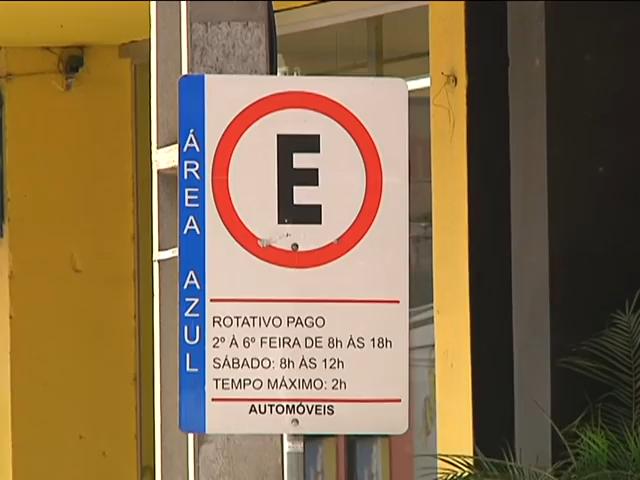 ÁREA AZUL
E
ROTATIVO PAGO
2º À 6º FEIRA DE 8h ÀS 18h
SÁBADO: 8h ÀS 12h
TEMPO MÁXIMO: 2h
AUTOMÓVEIS